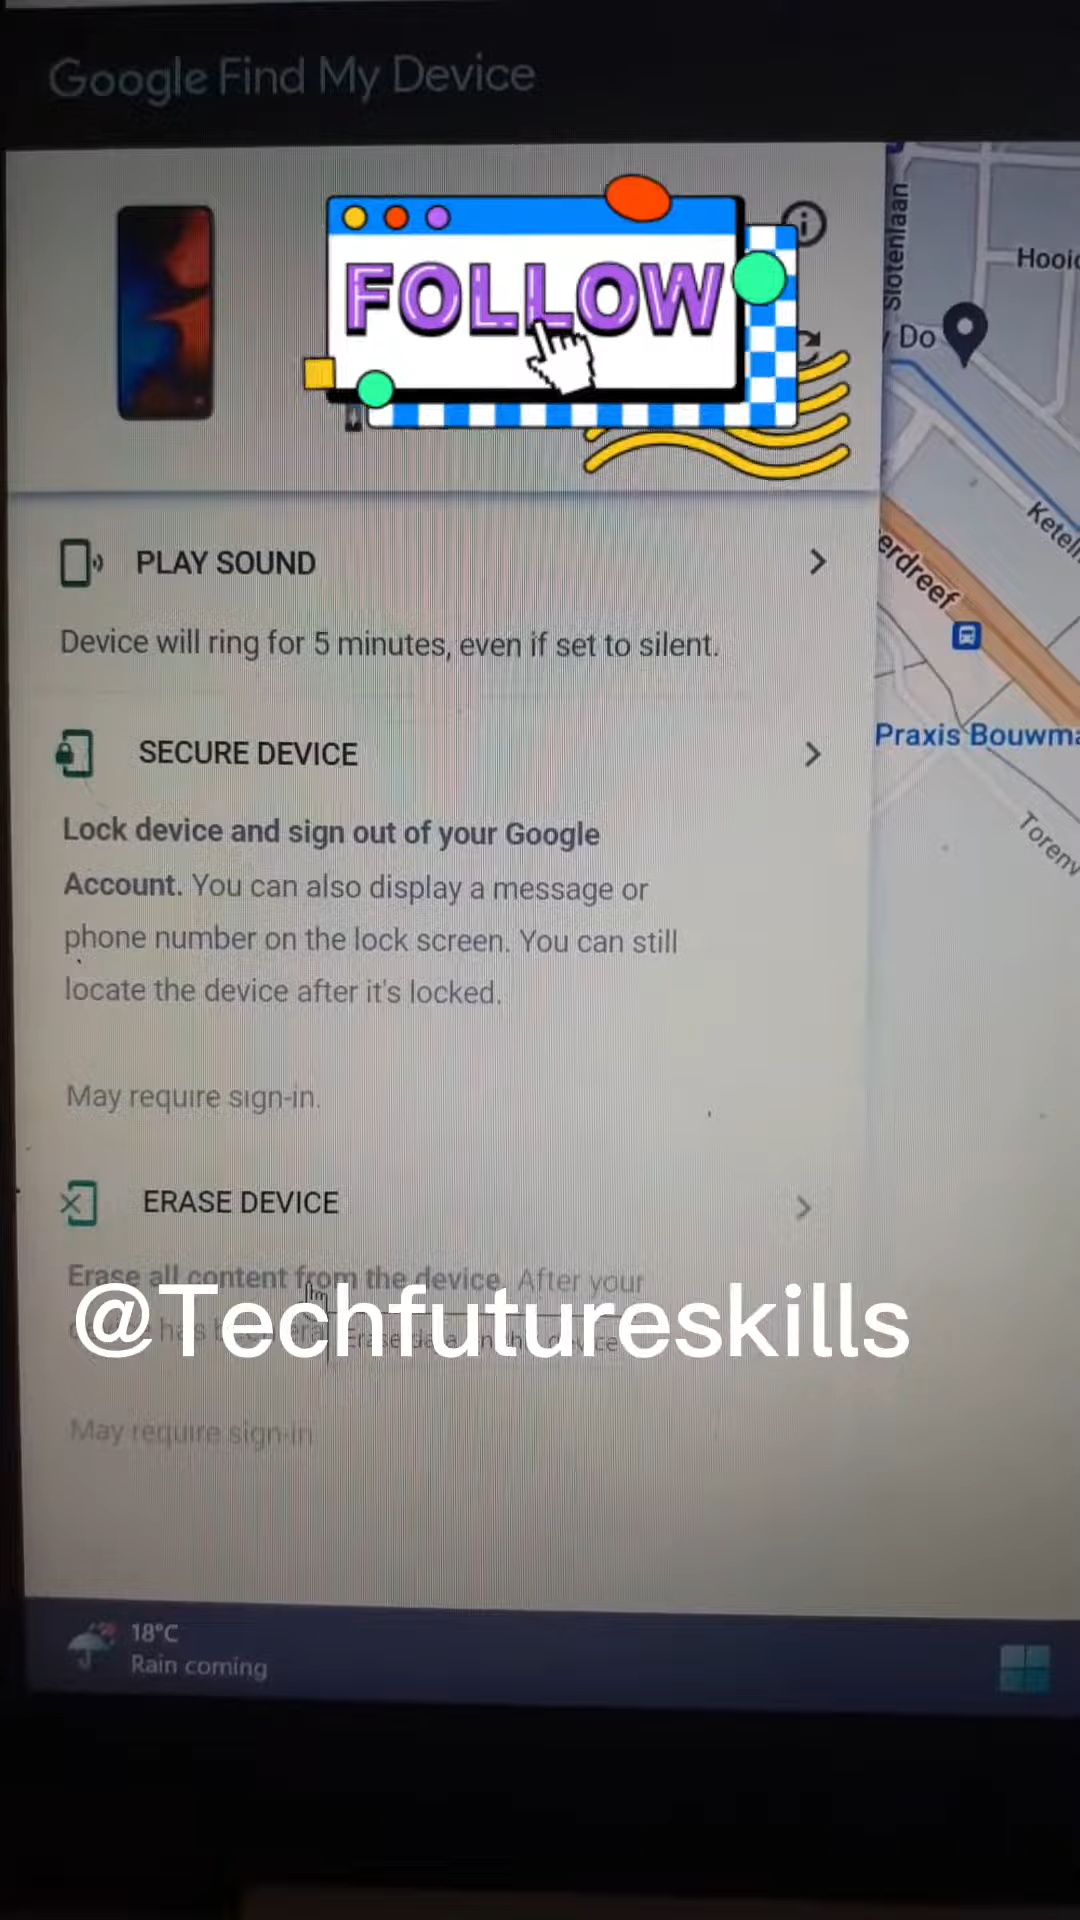 Google Find My Device
FOLLOW
Slotenlaan
Hooic
Do
Ketelh
erdreef
PLAY SOUND
Device will ring for 5 minutes, even if set to silent.
Praxis Bouwma
SECURE DEVICE
Lock device and sign out of your Google
Account. You can also display a message or
phone number on the lock screen. You can still
locate the device after it's locked.
Torenv
May require sign-in.
ERASE DEVICE
Erase all content from the device. After your
@Techfutureskills
has
May require sign-in
18°C
Rain coming